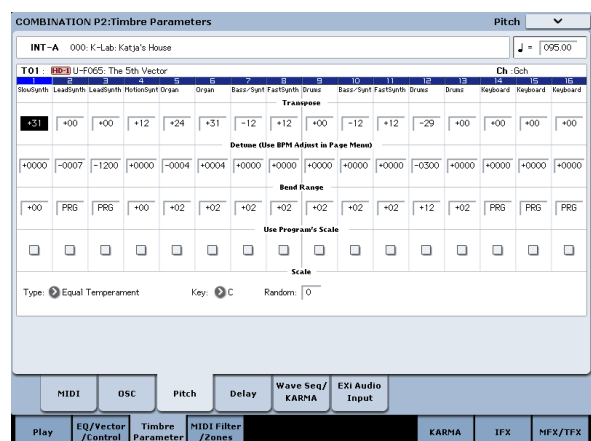 COMBINATION P2:Timbre Parameters Pitch
INT-A 000: K-Lab: Katja's House ♩ = 095.00
T01 : HD-1 U-F065: The 5th Vector Ch :Gch
1 2 3 4 5 6 7 8 9 10 11 12 13 14 15 16
SlowSynth LeadSynth LeadSynth MotionSynt Organ Organ Bass/Synt FastSynth Drums Bass/Synt FastSynth Drums Drums Keyboard Keyboard Keyboard
Transpose
+31 +00 +00 +12 +24 +31 -12 +12 +00 -12 +12 -29 +00 +00 +00 +00
Detune (Use BPM Adjust in Page Menu)
+0000 -0007 -1200 +0000 -0004 +0004 +0000 +0000 +0000 +0000 +0000 -0300 +0000 +0000 +0000 +0000
Bend Range
+00 PRG PRG +00 +02 +02 +02 +02 +02 +02 +02 +12 +02 PRG PRG PRG
Use Program's Scale
Scale
Type: Equal Temperament Key: C Random: 0
MIDI OSC Pitch Delay Wave Seq/
KARMA EXi Audio
Input
Play EQ/Vector
/Control Timbre
Parameter MIDI Filter
/Zones KARMA IFX MFX/TFX